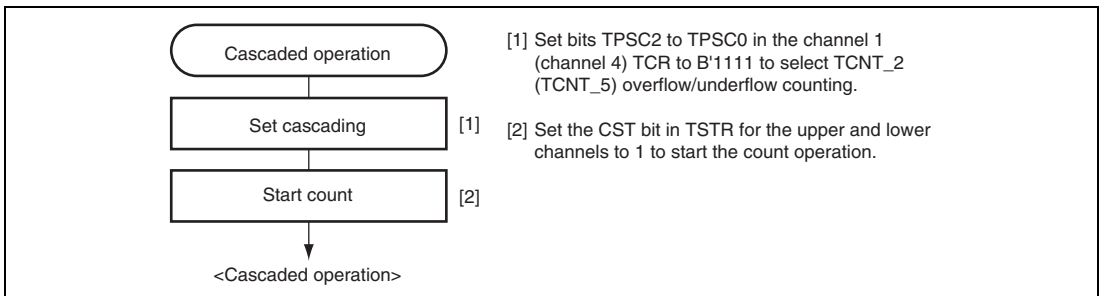 Cascaded operation
Set cascading
[1]
Start count
[2]
<Cascaded operation>
[1] Set bits TPSC2 to TPSC0 in the channel 1
(channel 4) TCR to B'1111 to select TCNT_2
(TCNT_5) overflow/underflow counting.
[2] Set the CST bit in TSTR for the upper and lower
channels to 1 to start the count operation.